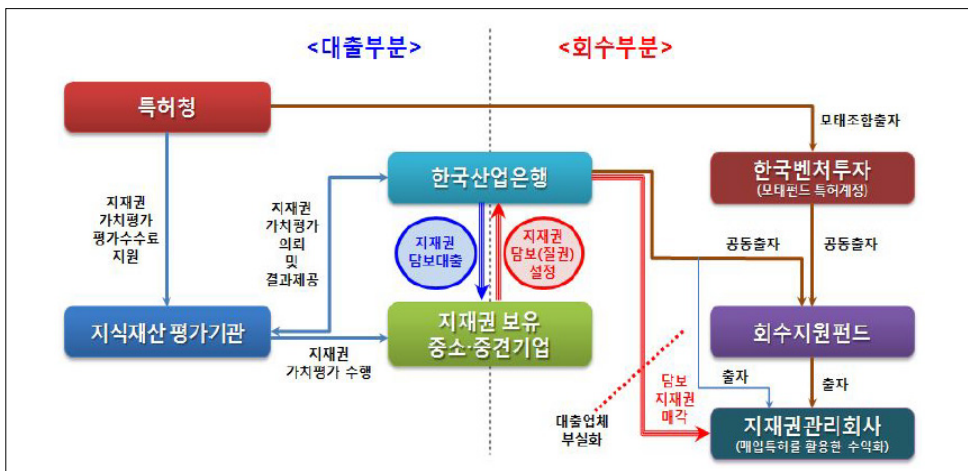 <대출부분>
<회수부분>
특허청
모태조합출자
한국산업은행
한국벤처투자
(모태펀드 특허계정)
지재권
가치평가
평가수수료
지원
지재권
가치평가
의뢰
및
결과제공
지재권
담보대출
지재권
담보(질권)
설정
공동출자
공동출자
지식재산 평가기관
지재권 보유
중소·중견기업
회수지원펀드
지재권
가치평가 수행
대출업체
부실화
담보
지재권
매각
출자
출자
지재권관리회사
(매입특허를 활용한 수익화)